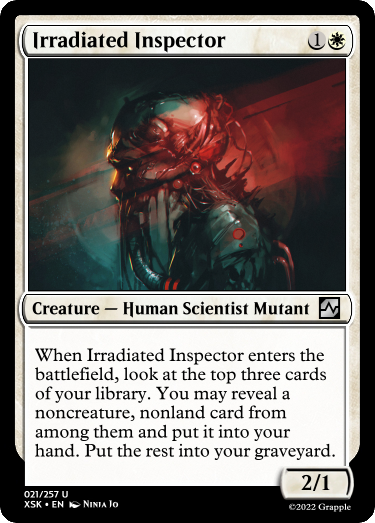 Irradiated Inspector 1
Creature — Human Scientist Mutant
When Irradiated Inspector enters the
battlefield, look at the top three cards
of your library. You may reveal a
noncreature, nonland card from
among them and put it into your
hand. Put the rest into your graveyard.
2/1
021/257 U
XSK • EN Ninja Jo
©2022 Grapple